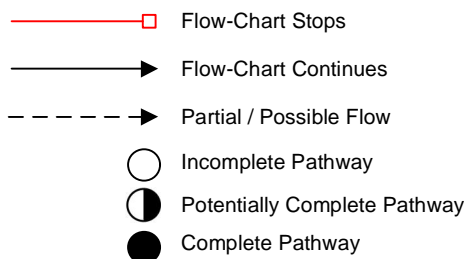 Flow-Chart Stops
Flow-Chart Continues
Partial / Possible Flow
Incomplete Pathway
Potentially Complete Pathway
Complete Pathway